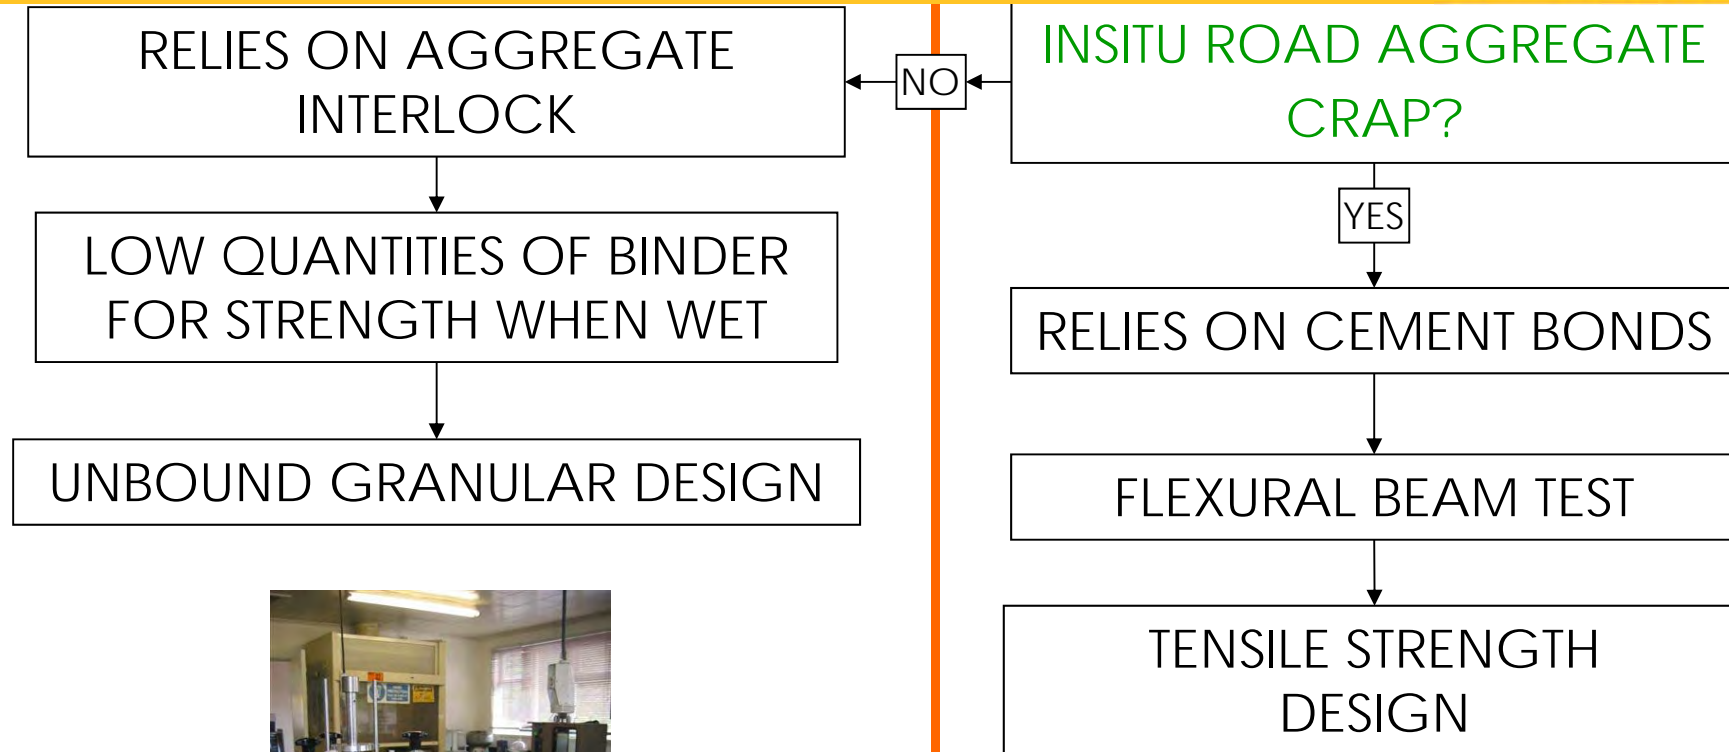 RELIES ON AGGREGATE
INTERLOCK
LOW QUANTITIES OF BINDER
FOR STRENGTH WHEN WET
UNBOUND GRANULAR DESIGN
NO
INSITU ROAD AGGREGATE
CRAP?
YES
RELIES ON CEMENT BONDS
FLEXURAL BEAM TEST
TENSILE STRENGTH
DESIGN